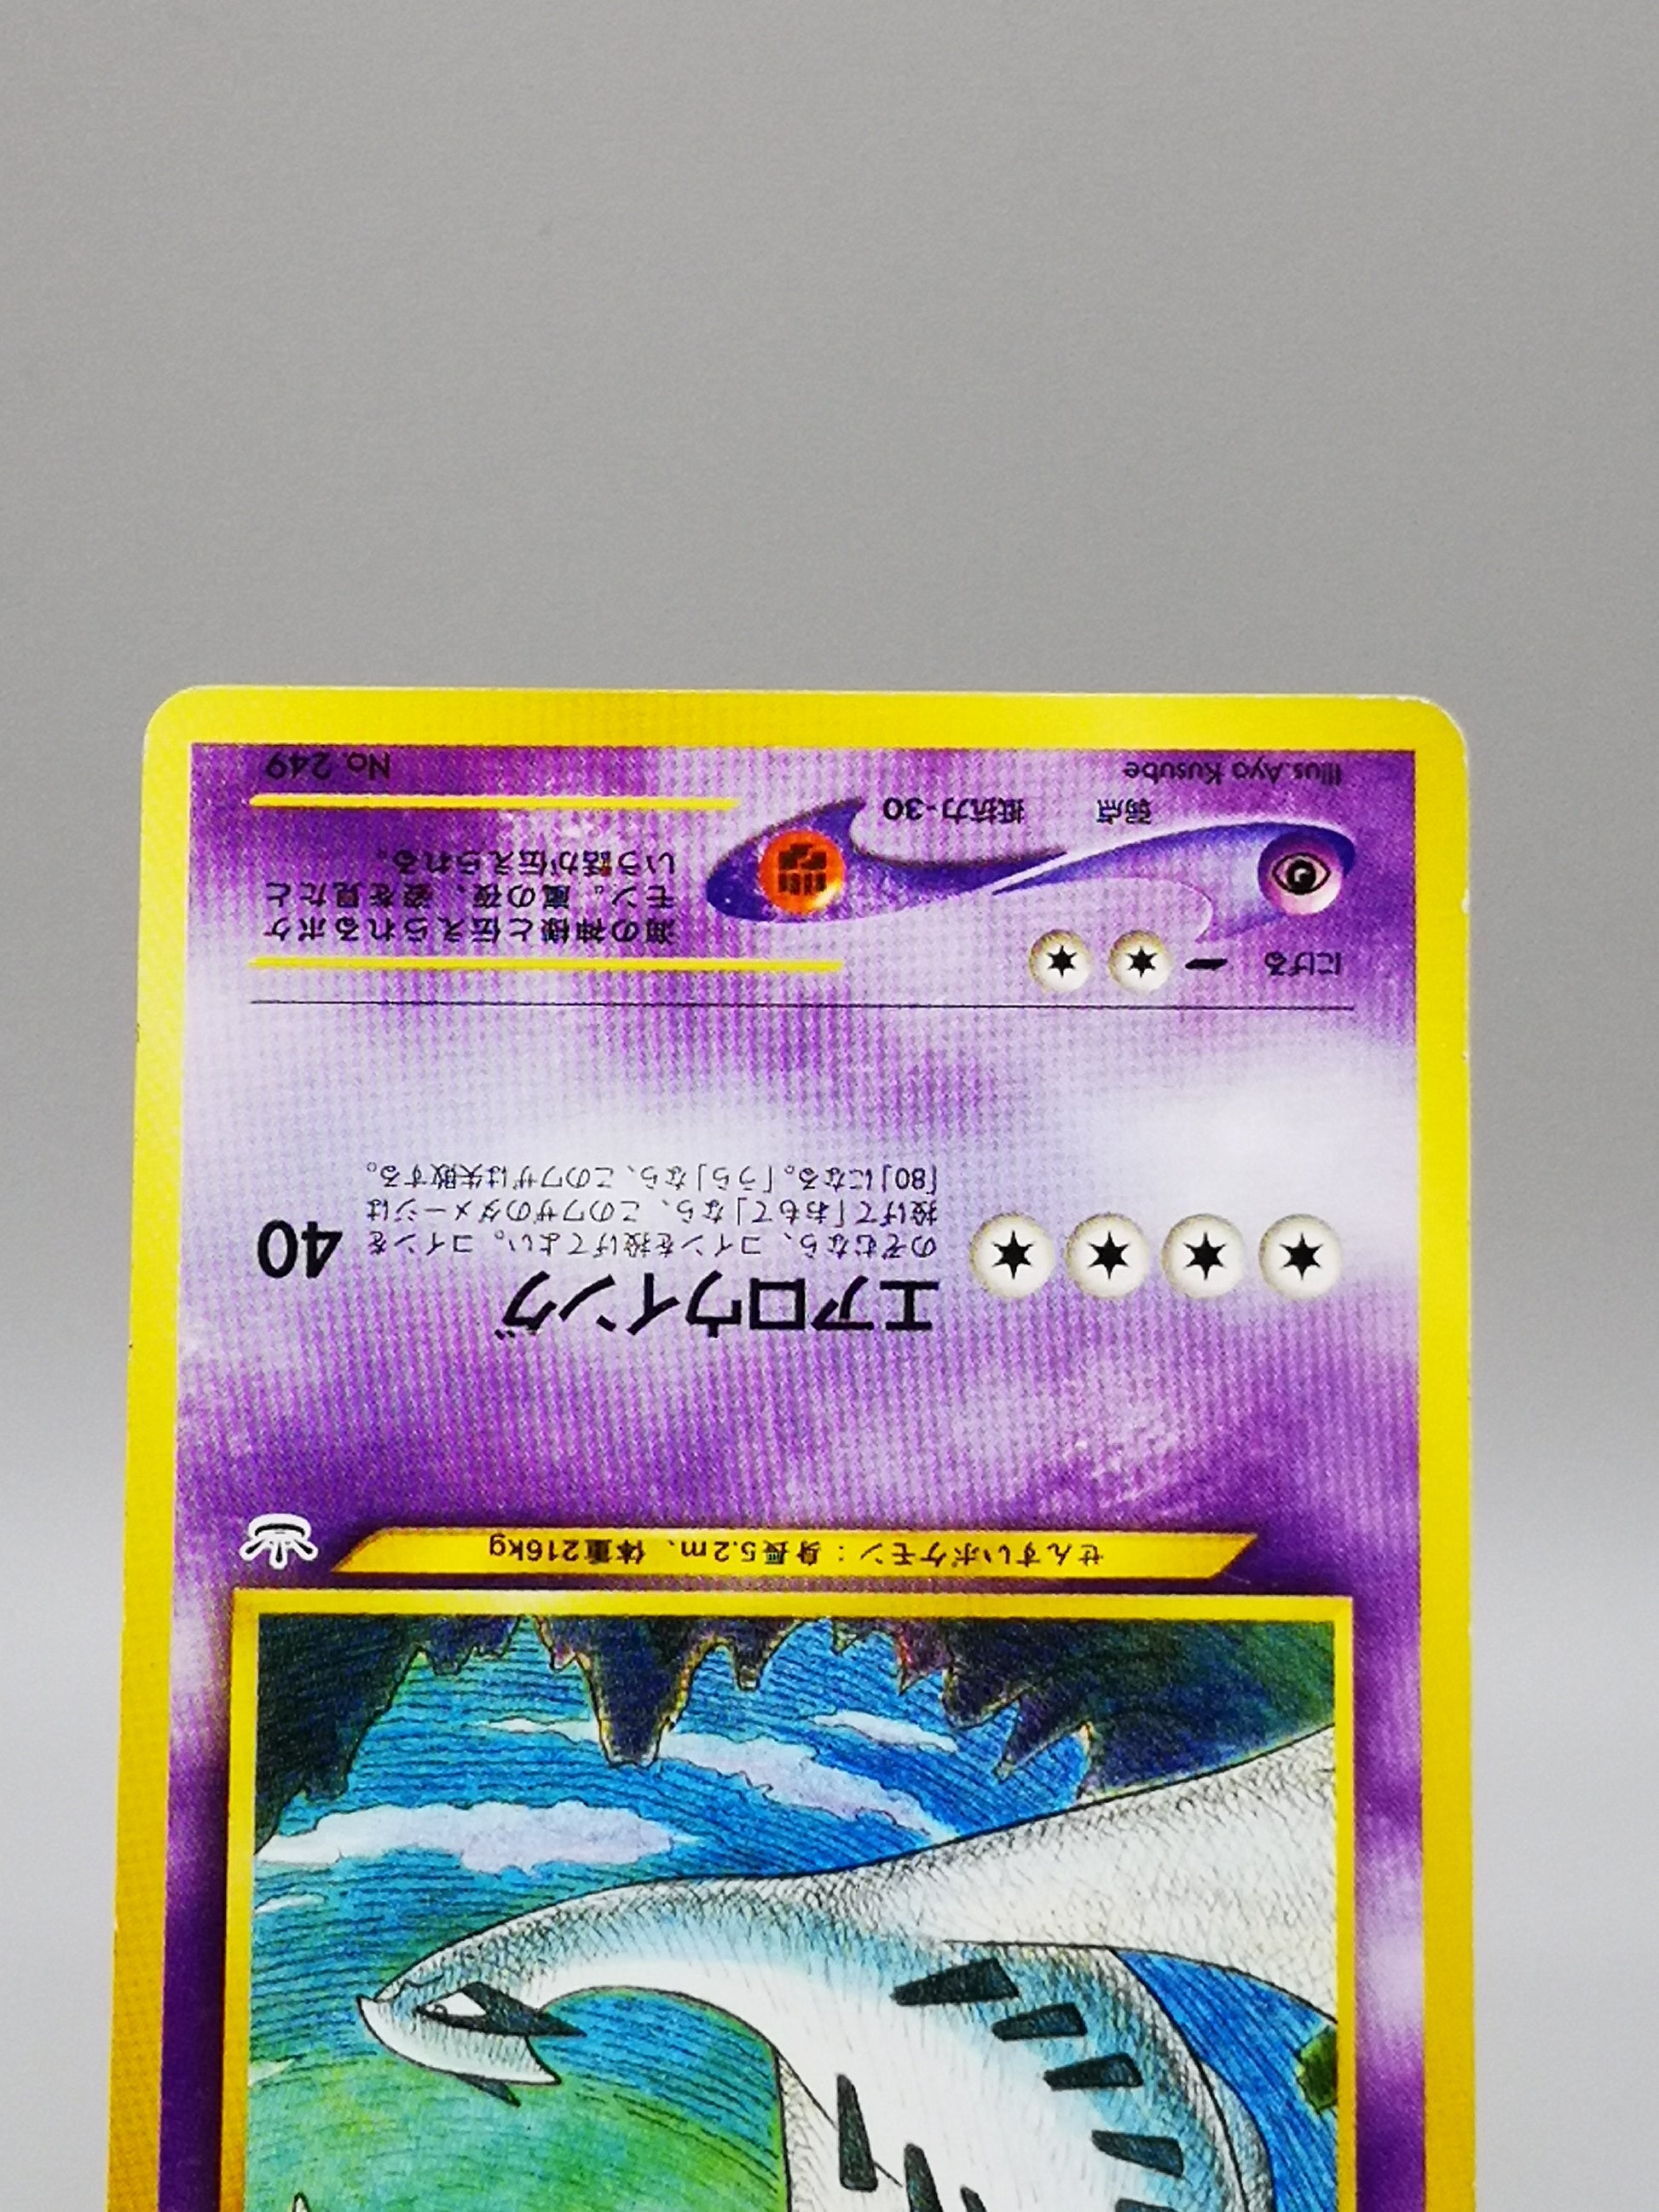 せんすいポケモン：身長5.2m、体重216kg
エアロウイング
のぞむなら、コインを投げてよい。コインを
投げて「おもて」なら、このワザのダメージは
「80」になる。「うら」なら、このワザは失敗する。
40
にげる
弱点
抵抗力-30
海の神様と伝えられるポケ
モン。嵐の夜、姿を見たと
いう話が伝えられる。
Illus.Ayo Kusube
No. 249